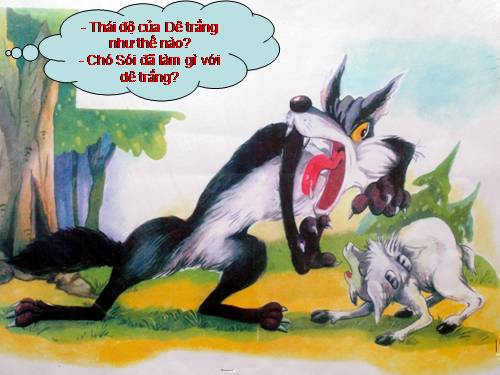 - Thái độ của Dê trắng
như thế nào?
- Chó Sói đã làm gì với
dê trắng?